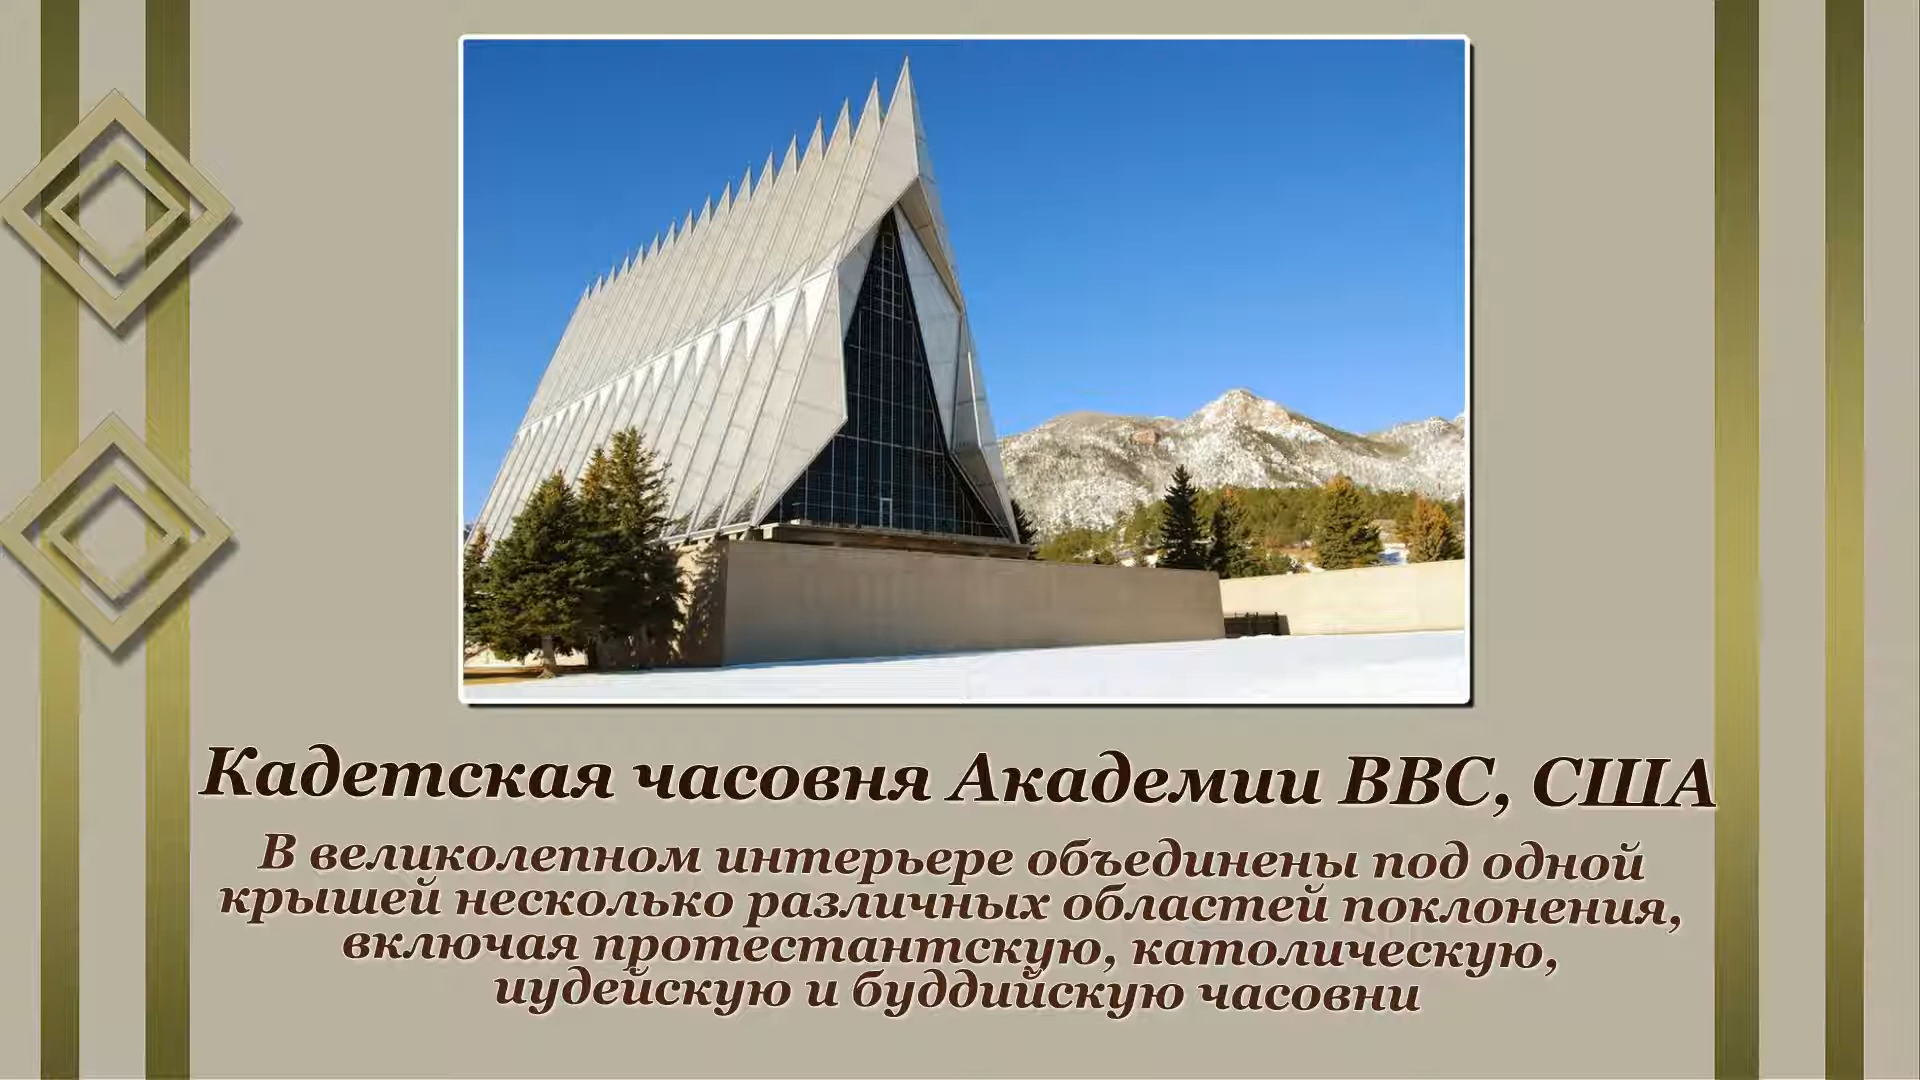 Кадетская часовня Академии ВВС, США
В великолепном интерьере объединены под одной
крышей несколько различных областей поклонения,
включая протестантскую, католическую,
иудейскую и буддийскую часовни